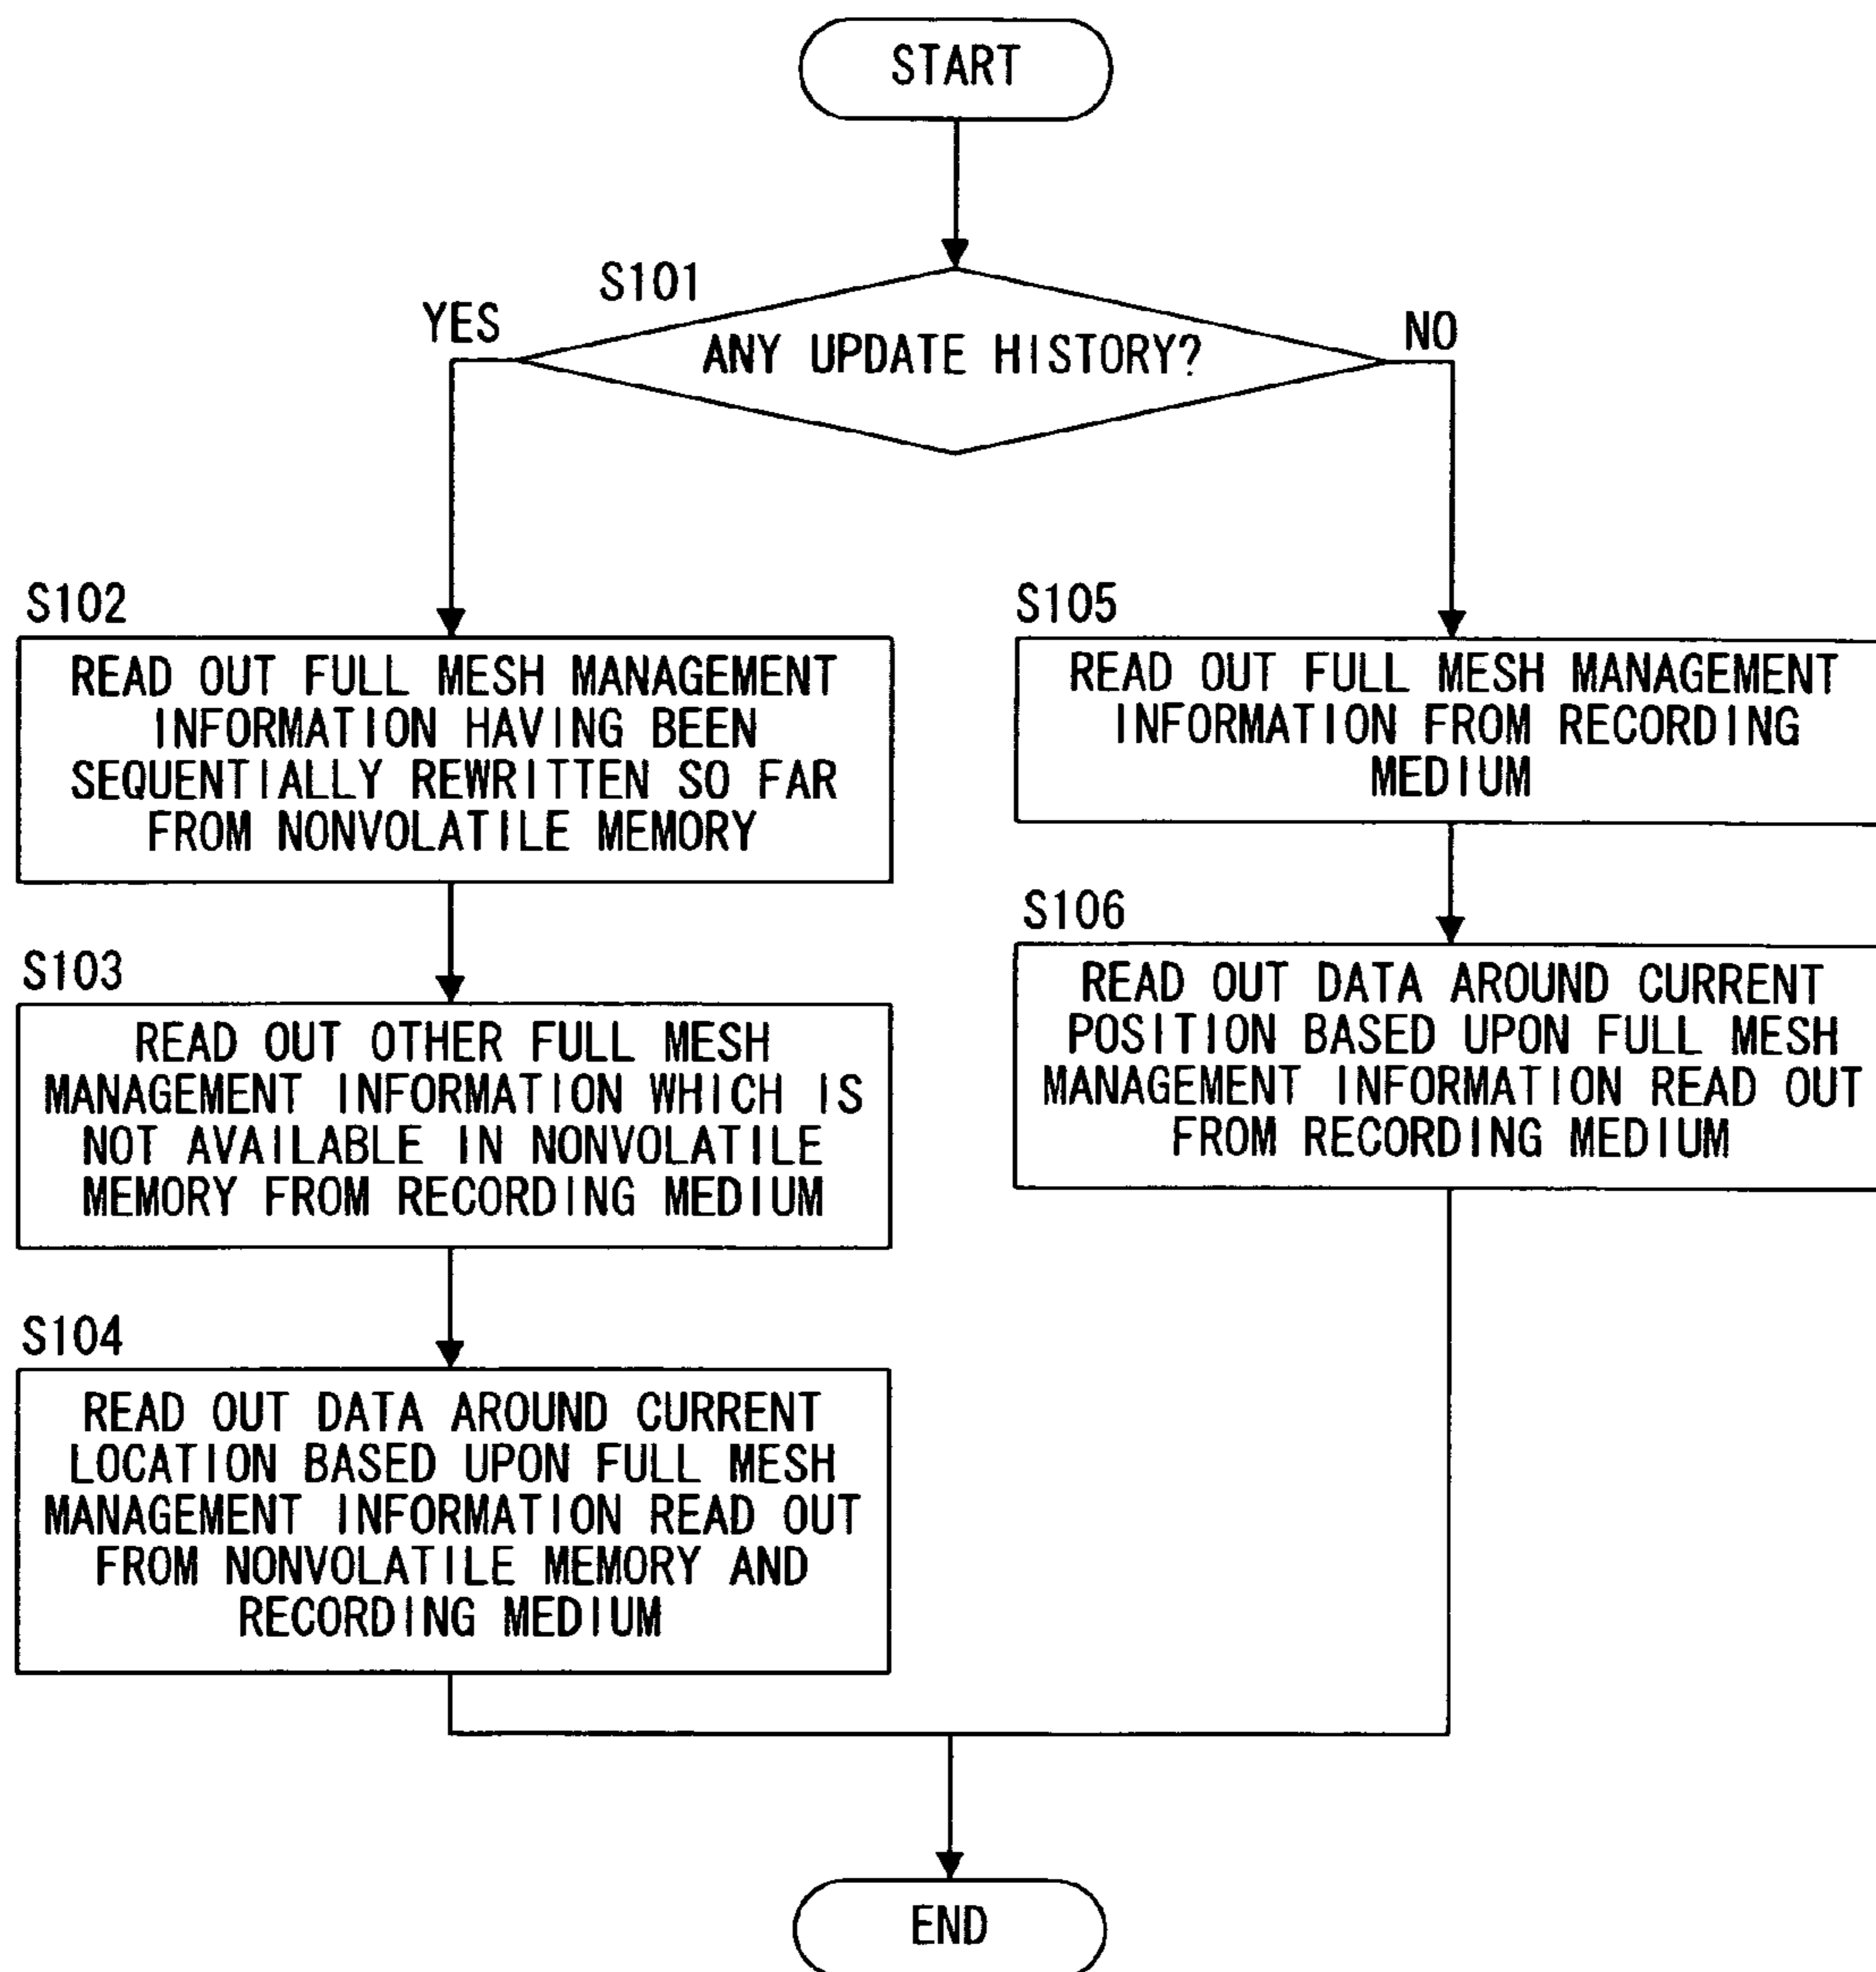 START
S101
YES
ANY UPDATE HISTORY?
NO
S102
READ OUT FULL MESH MANAGEMENT
INFORMATION HAVING BEEN
SEQUENTIALLY REWRITTEN SO FAR
FROM NONVOLATILE MEMORY
S103
READ OUT OTHER FULL MESH
MANAGEMENT INFORMATION WHICH IS
NOT AVAILABLE IN NONVOLATILE
MEMORY FROM RECORDING MEDIUM
S104
READ OUT DATA AROUND CURRENT
LOCATION BASED UPON FULL MESH
MANAGEMENT INFORMATION READ OUT
FROM NONVOLATILE MEMORY AND
RECORDING MEDIUM
S105
READ OUT FULL MESH MANAGEMENT
INFORMATION FROM RECORDING
MEDIUM
S106
READ OUT DATA AROUND CURRENT
POSITION BASED UPON FULL MESH
MANAGEMENT INFORMATION READ OUT
FROM RECORDING MEDIUM
END